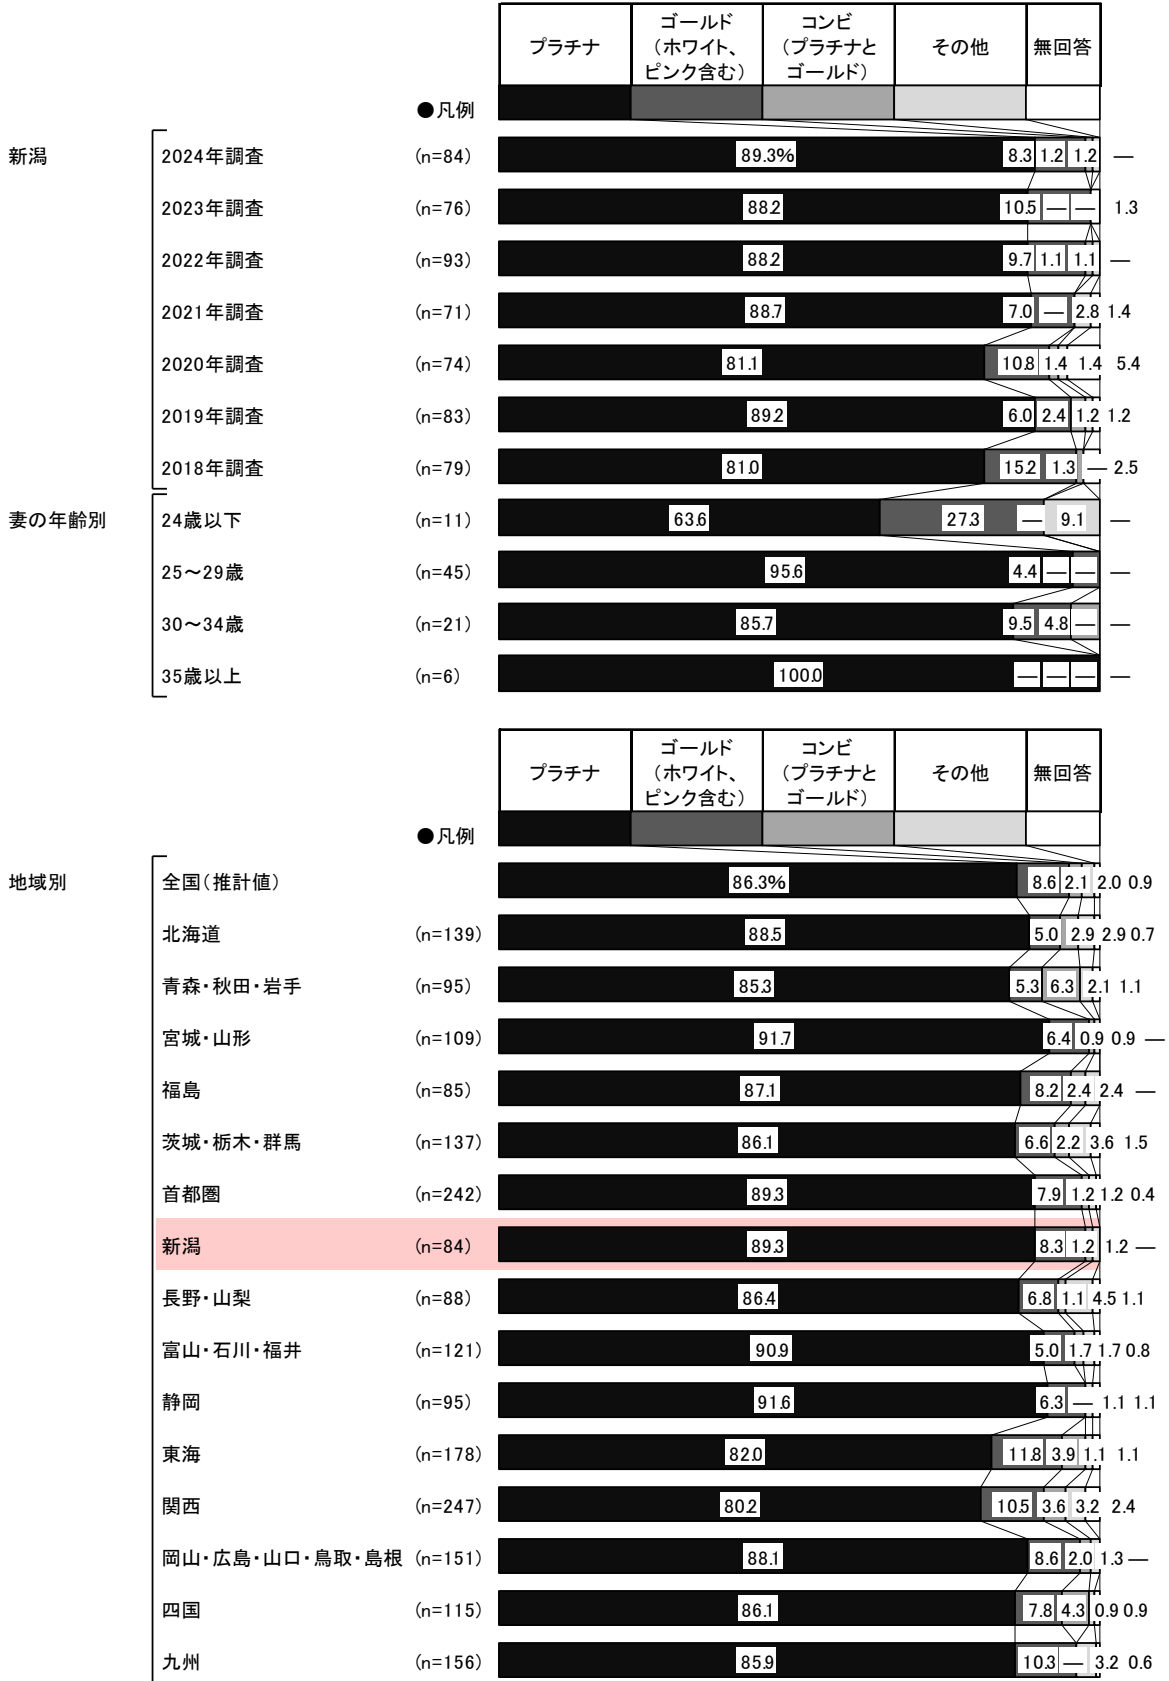 プラチナ
ゴールド
（ホワイト、
ピンク含む）
コンビ
（プラチナと
ゴールド）
その他
無回答
●凡例
新潟
2024年調査 (n=84) 89.3% 8.3 1.2 1.2 ―
2023年調査 (n=76) 88.2 10.5 ― ― 1.3
2022年調査 (n=93) 88.2 9.7 1.1 1.1 ―
2021年調査 (n=71) 88.7 7.0 ― 2.8 1.4
2020年調査 (n=74) 81.1 10.8 1.4 1.4 5.4
2019年調査 (n=83) 89.2 6.0 2.4 1.2 1.2
2018年調査 (n=79) 81.0 15.2 1.3 ― 2.5
妻の年齢別
24歳以下 (n=11) 63.6 27.3 ― 9.1 ―
25～29歳 (n=45) 95.6 4.4 ― ― ―
30～34歳 (n=21) 85.7 9.5 4.8 ― ―
35歳以上 (n=6) 100.0 ― ― ― ―
プラチナ
ゴールド
（ホワイト、
ピンク含む）
コンビ
（プラチナと
ゴールド）
その他
無回答
●凡例
地域別
全国（推計値） 86.3% 8.6 2.1 2.0 0.9
北海道 (n=139) 88.5 5.0 2.9 2.9 0.7
青森・秋田・岩手 (n=95) 85.3 5.3 6.3 2.1 1.1
宮城・山形 (n=109) 91.7 6.4 0.9 0.9 ―
福島 (n=85) 87.1 8.2 2.4 2.4 ―
茨城・栃木・群馬 (n=137) 86.1 6.6 2.2 3.6 1.5
首都圏 (n=242) 89.3 7.9 1.2 1.2 0.4
新潟 (n=84) 89.3 8.3 1.2 1.2 ―
長野・山梨 (n=88) 86.4 6.8 1.1 4.5 1.1
富山・石川・福井 (n=121) 90.9 5.0 1.7 1.7 0.8
静岡 (n=95) 91.6 6.3 ― 1.1 1.1
東海 (n=178) 82.0 11.8 3.9 1.1 1.1
関西 (n=247) 80.2 10.5 3.6 3.2 2.4
岡山・広島・山口・鳥取・島根 (n=151) 88.1 8.6 2.0 1.3 ―
四国 (n=115) 86.1 7.8 4.3 0.9 0.9
九州 (n=156) 85.9 10.3 ― 3.2 0.6